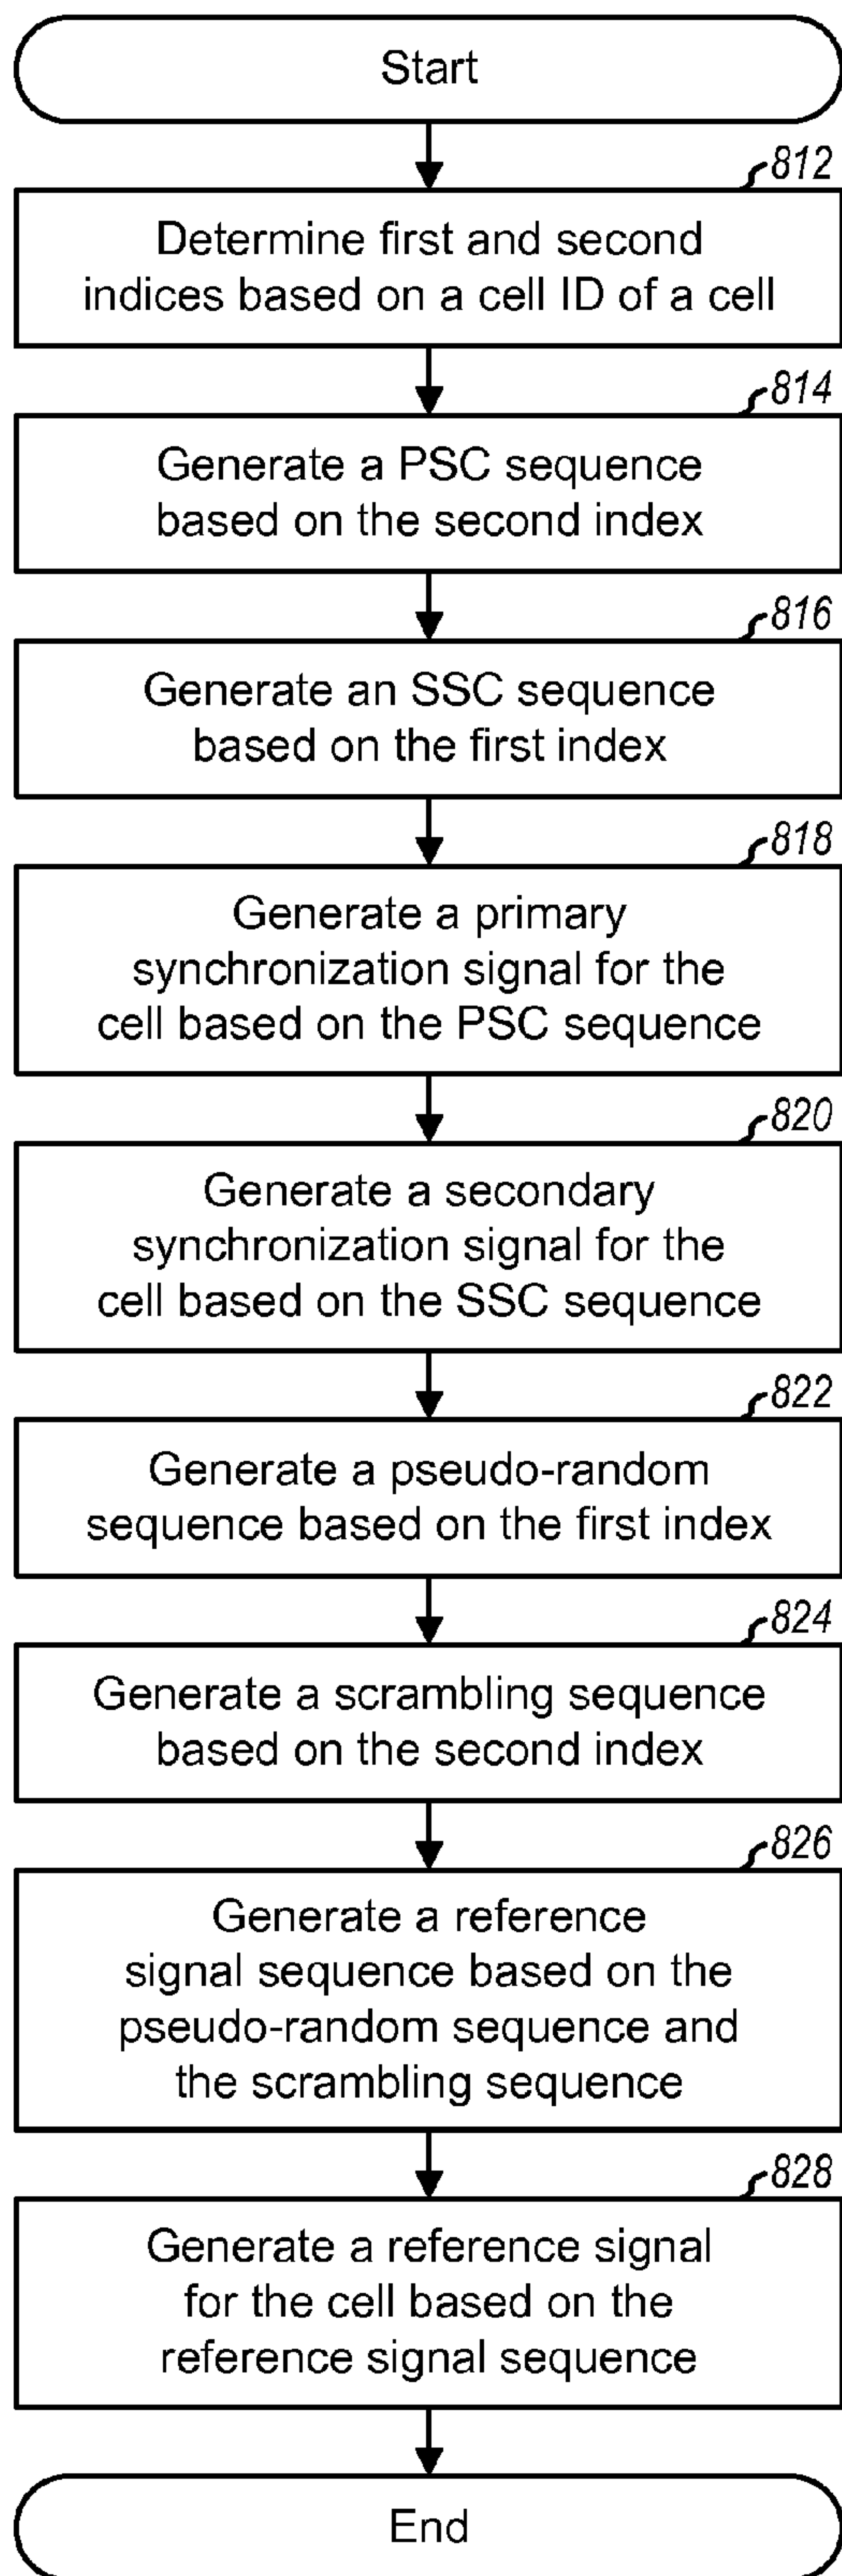 Start
812
Determine first and second
indices based on a cell ID of a cell
814
Generate a PSC sequence
based on the second index
816
Generate an SSC sequence
based on the first index
818
Generate a primary
synchronization signal for the
cell based on the PSC sequence
820
Generate a secondary
synchronization signal for the
cell based on the SSC sequence
822
Generate a pseudo-random
sequence based on the first index
824
Generate a scrambling sequence
based on the second index
826
Generate a reference
signal sequence based on the
pseudo-random sequence and
the scrambling sequence
828
Generate a reference signal
for the cell based on the
reference signal sequence
End